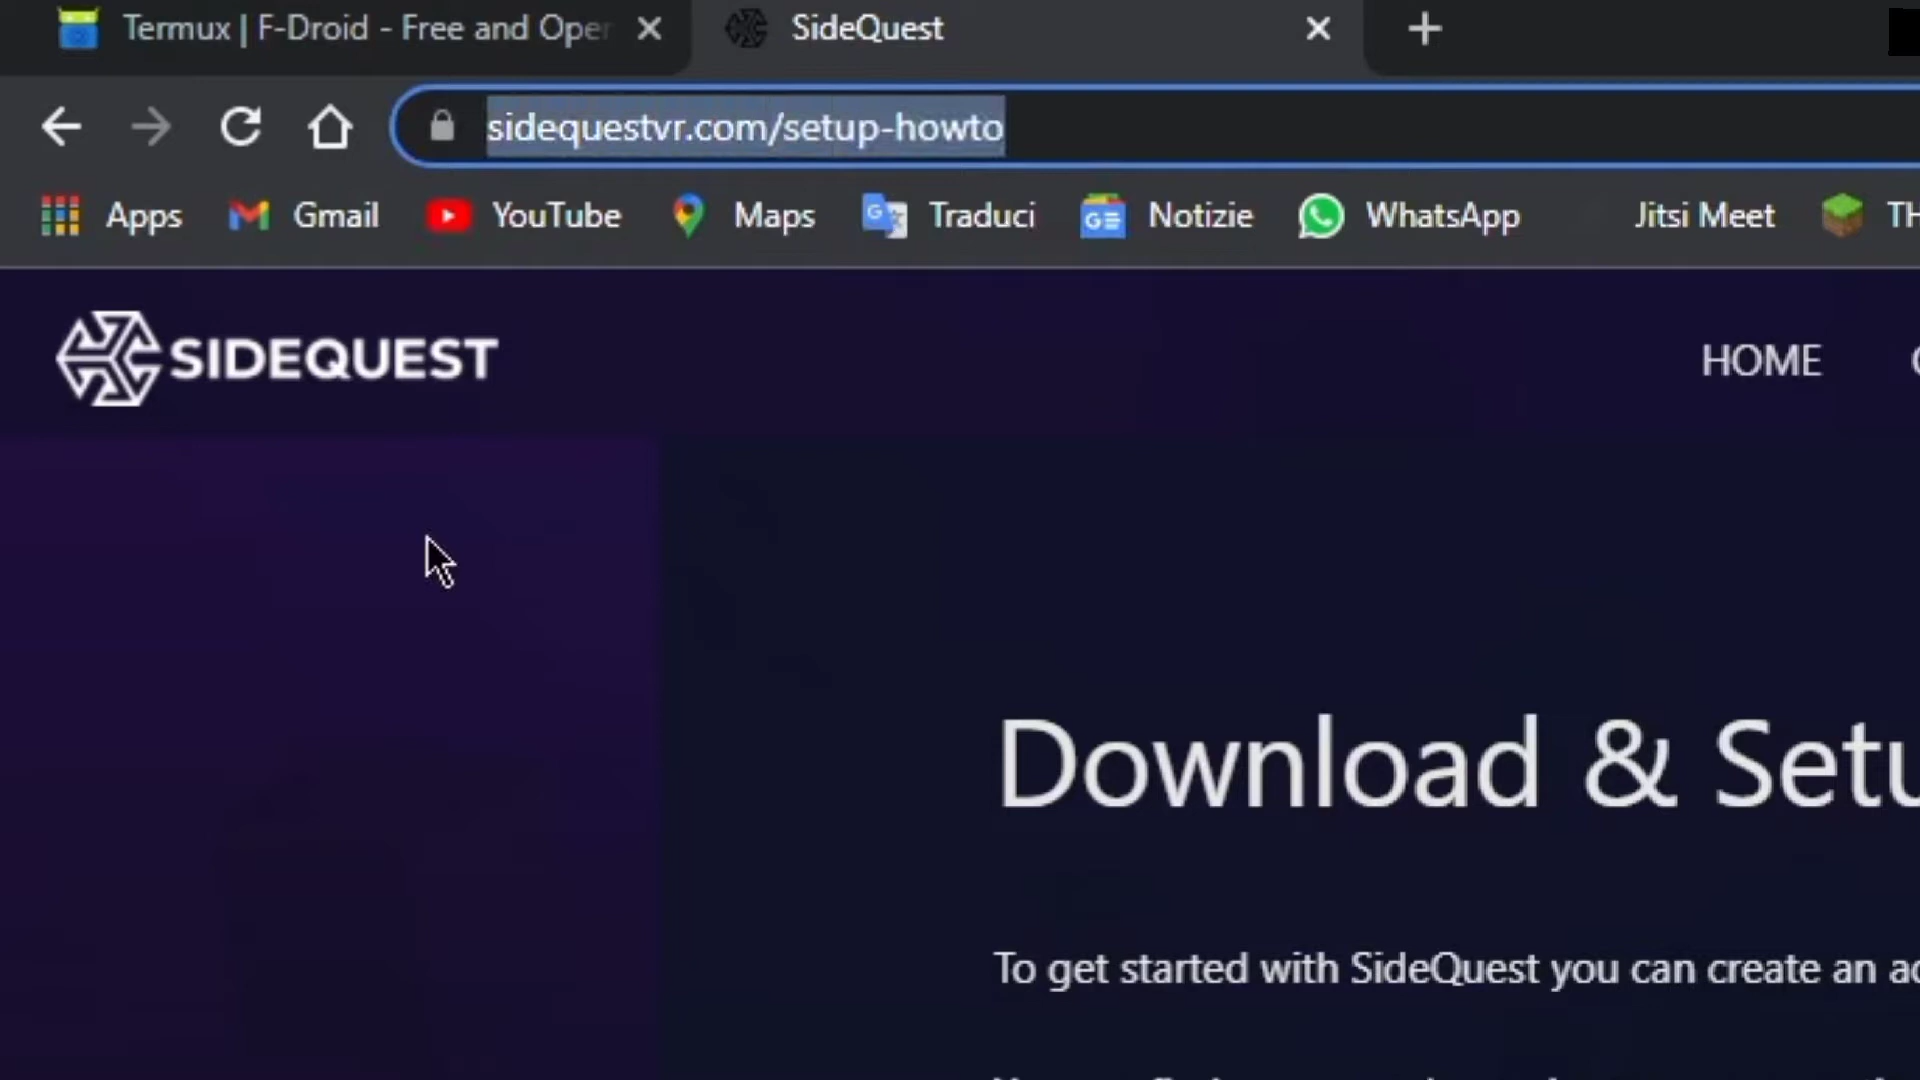 Termux | F-Droid - Free and Oper
SideQuest
sidequestvr.com/setup-howto
Apps Gmail YouTube Maps Traduci Notizie WhatsApp Jitsi Meet TH
SIDEQUEST
HOME
Download & Setu
To get started with SideQuest you can create an ac